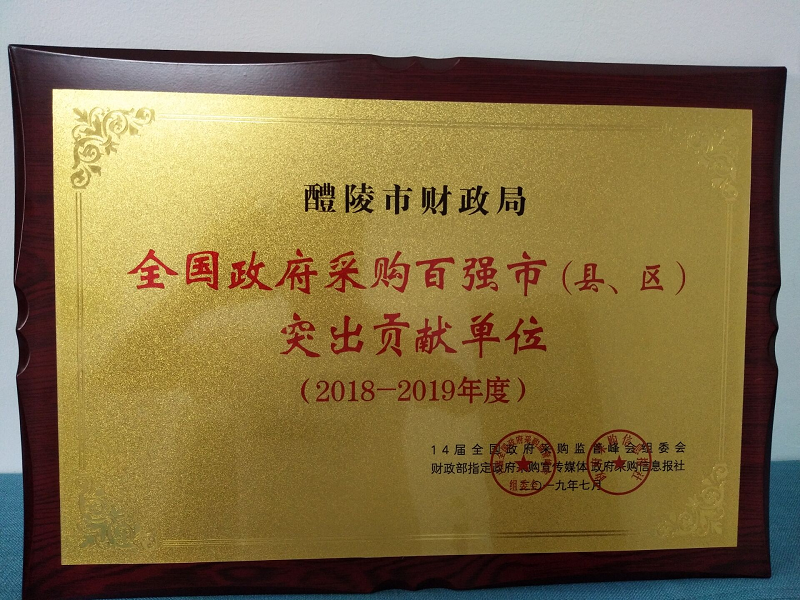 醴陵市财政局
全国政府采购百强市（县、区）
突出贡献单位
（2018-2019年度）
14届全国政府采购监管峰会组委会
财政部指定政府采购宣传媒体 政府采购信息报社
二〇一九年七月
组委会